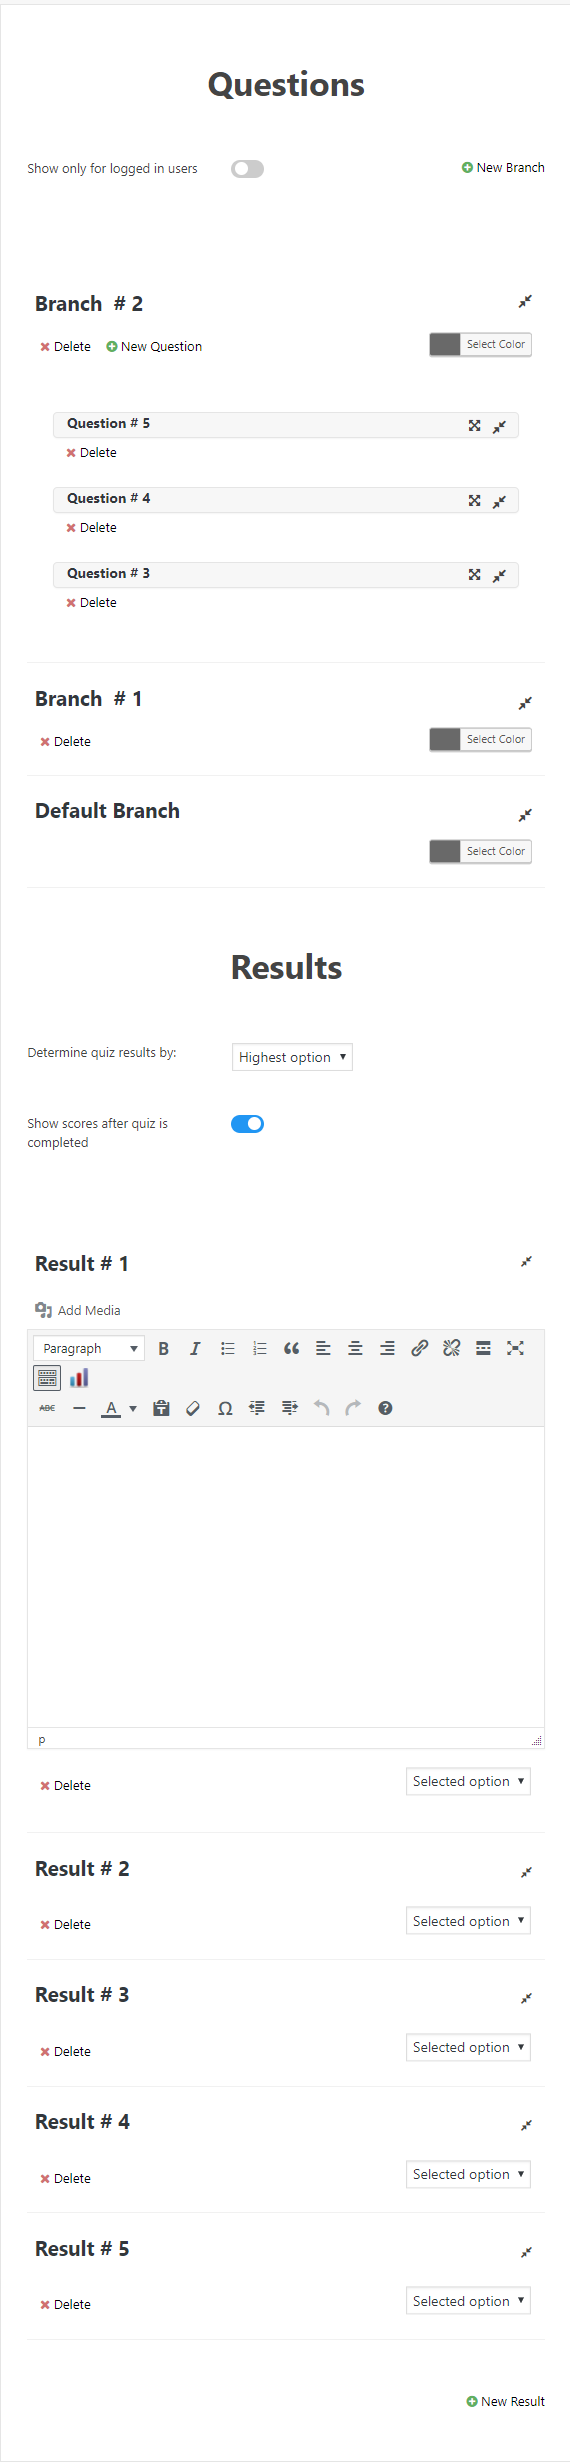 Questions
Show only for logged in users
New Branch
Branch # 2
Delete New Question
Select Color
Question # 5
Delete
Question # 4
Delete
Question # 3
Delete
Branch # 1
Delete
Select Color
Default Branch
Select Color
Results
Determine quiz results by:
Highest option
Show scores after quiz is
completed
Result # 1
Add Media
Paragraph B I
ABC A Ω
p
Delete
Selected option
Result # 2
Delete
Selected option
Result # 3
Delete
Selected option
Result # 4
Delete
Selected option
Result # 5
Delete
Selected option
New Result